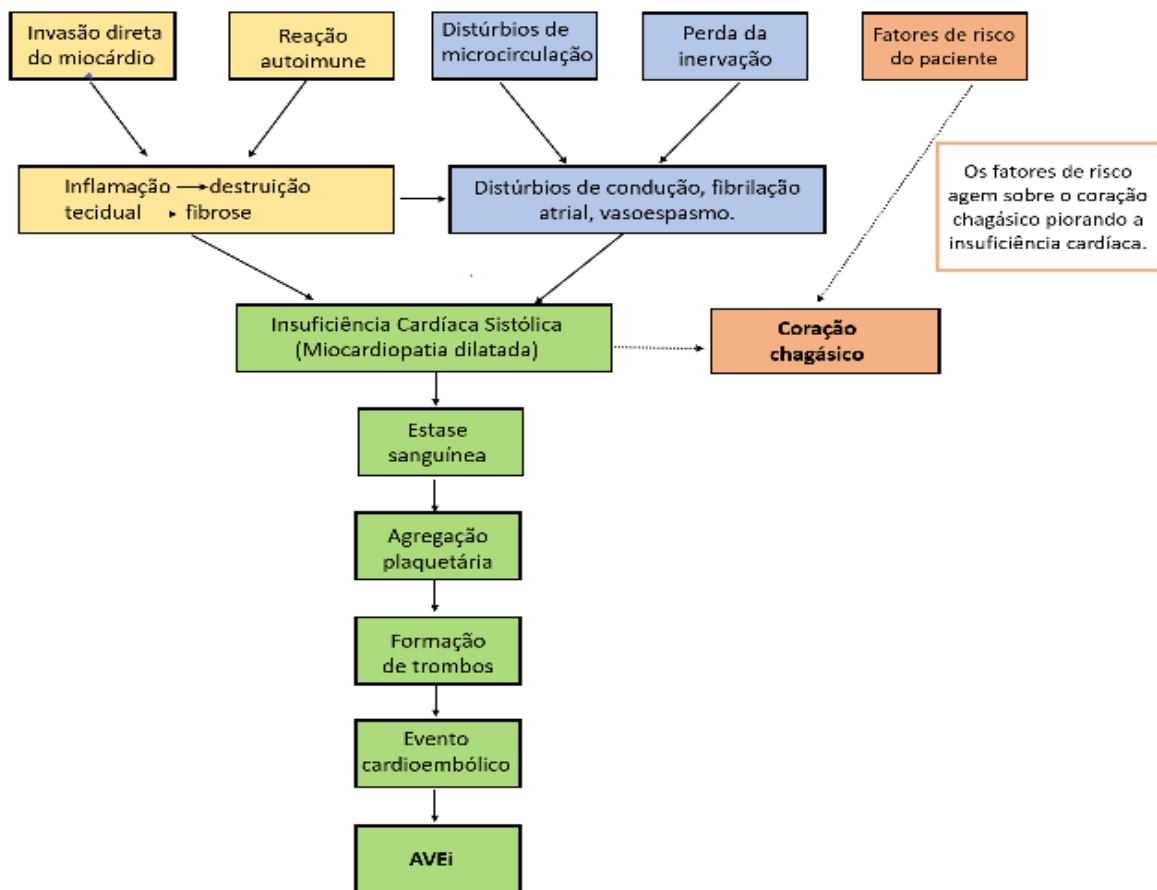 Invasão direta
do miocárdio
Reação
autoimune
Distúrbios de
microcirculação
Perda da
inervação
Fatores de risco
do paciente
Inflamação → destruição
tecidual ▸ fibrose
Distúrbios de condução, fibrilação
atrial, vasoespasmo.
Os fatores de risco
agem sobre o coração
chagásico piorando a
insuficiência cardíaca.
Insuficiência Cardíaca Sistólica
(Miocardiopatia dilatada)
Coração
chagásico
Estase
sanguínea
Agregação
plaquetária
Formação
de trombos
Evento
cardioembólico
AVEi